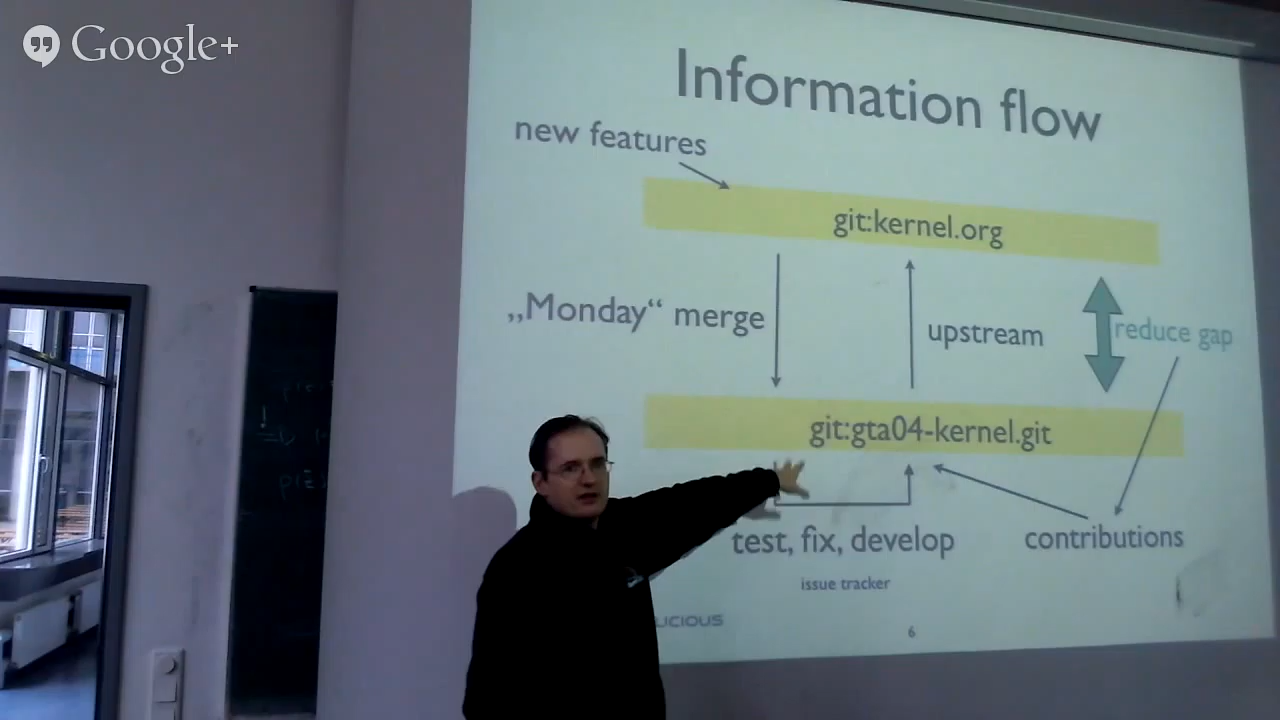 Google+
Information flow
new features
git:kernel.org
„Monday“ merge
upstream
reduce gap
git:gta04-kernel.git
test, fix, develop
contributions
issue tracker
UCIOUS
6